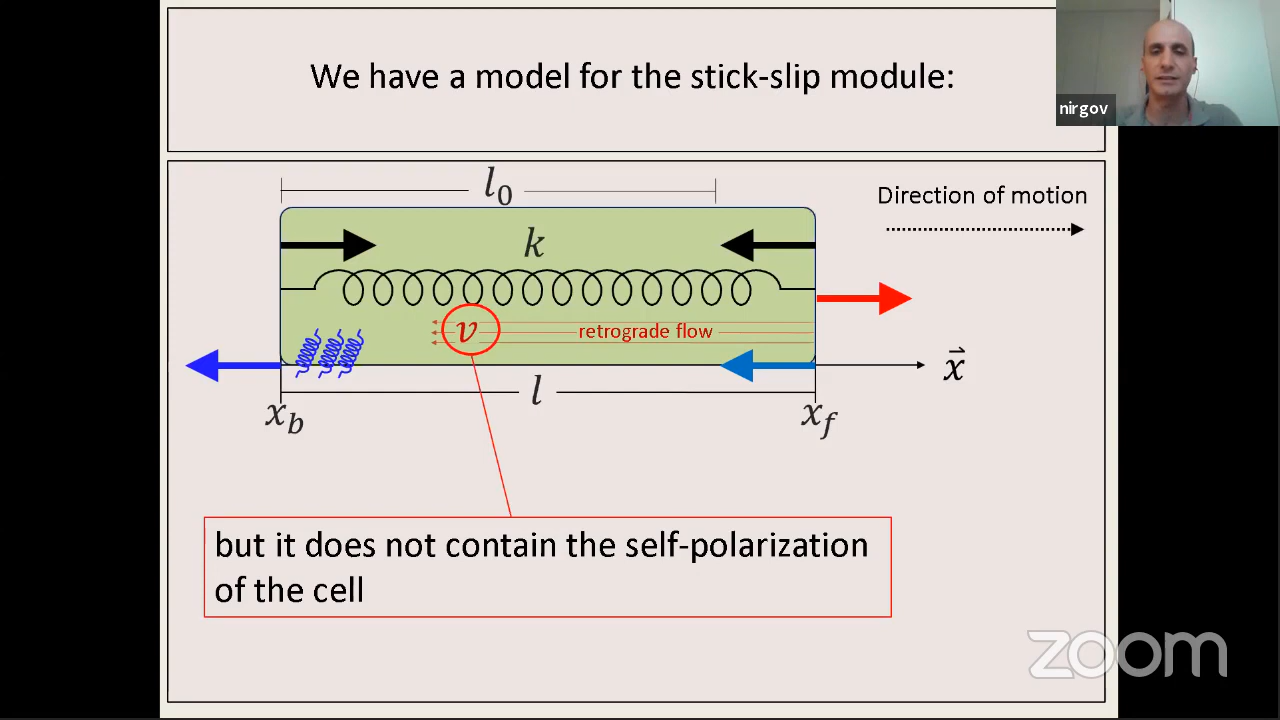 We have a model for the stick-slip module:
nirgov
l₀
Direction of motion
k
v
retrograde flow
x⃗
l
x_b
x_f
but it does not contain the self-polarization
of the cell
zoom